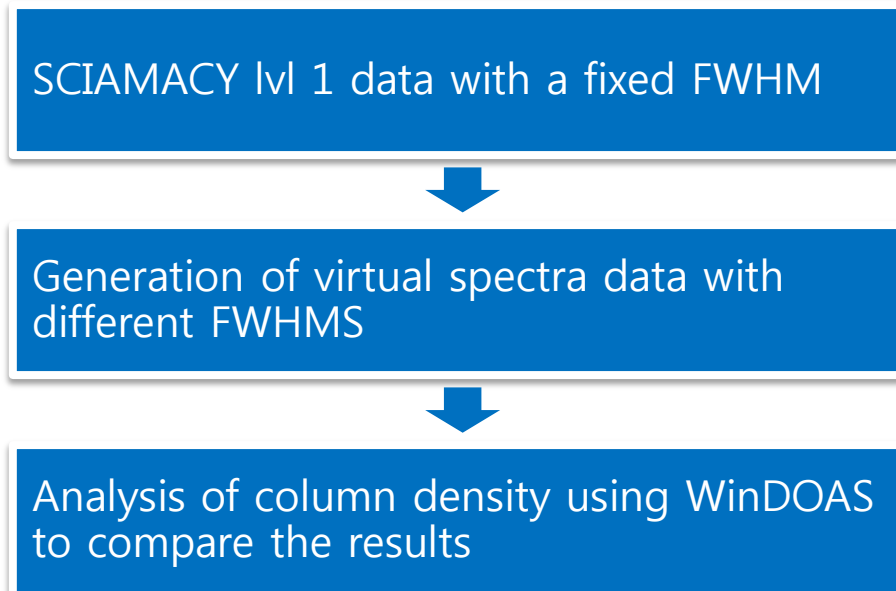 SCIAMACY lvl 1 data with a fixed FWHM
Generation of virtual spectra data with
different FWHMS
Analysis of column density using WinDOAS
to compare the results